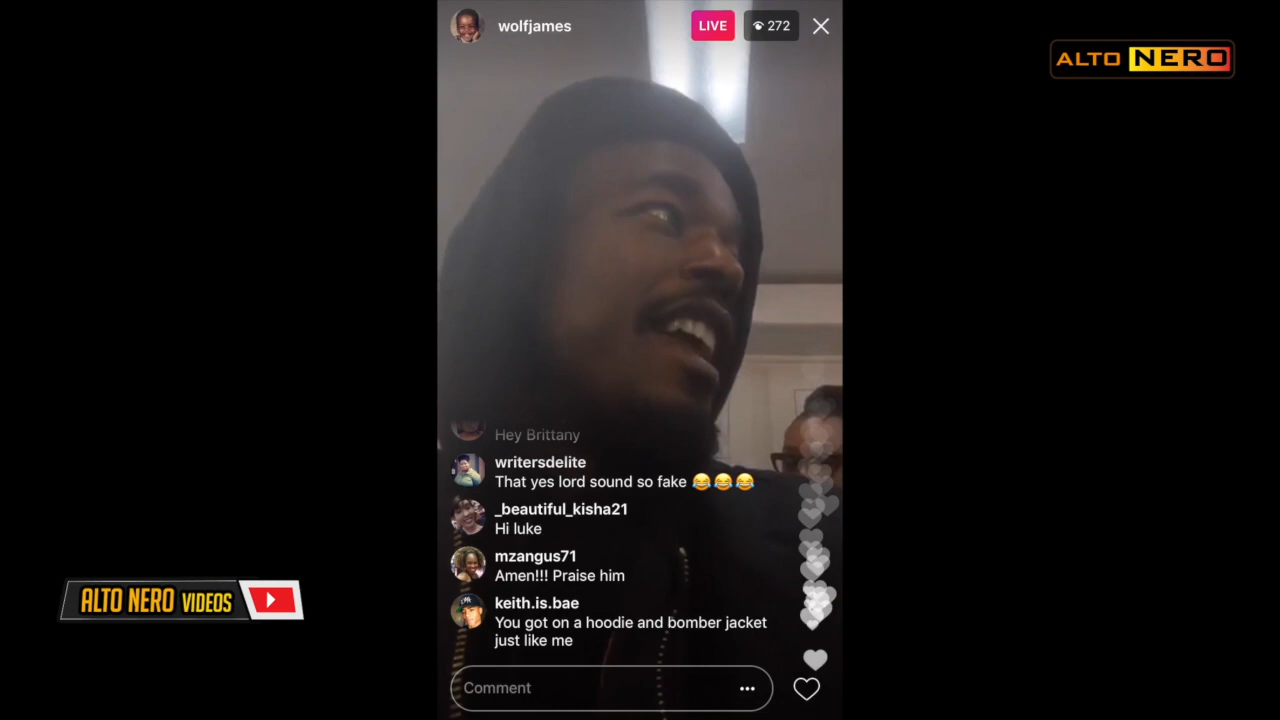 wolfjames
LIVE
272
ALTO NERO
Hey Brittany
writersdelite
That yes lord sound so fake 😂😂😂
_beautiful_kisha21
Hi luke
mzangus71
Amen!!! Praise him
keith.is.bae
You got on a hoodie and bomber jacket
just like me
ALTO NERO VIDEOS
Comment